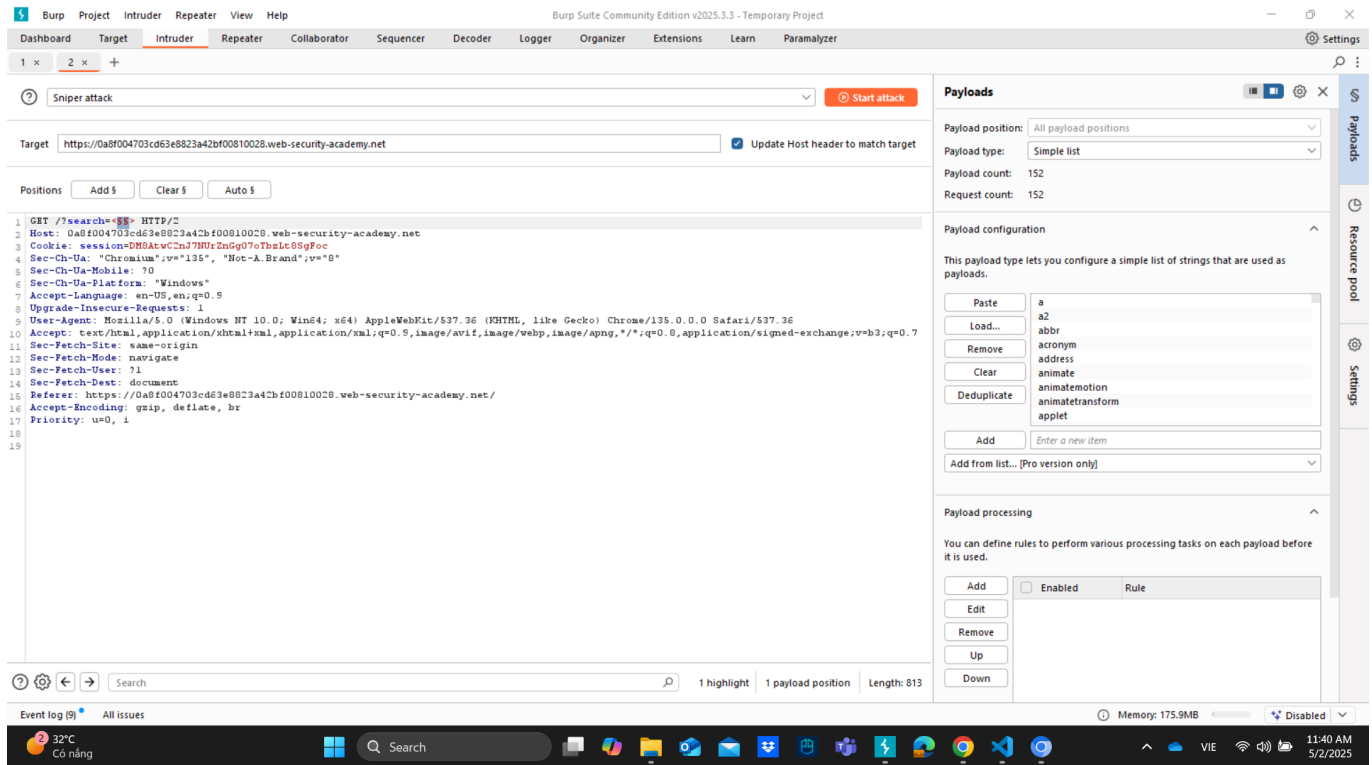 Burp Project Intruder Repeater View Help
Burp Suite Community Edition v2025.3.3 - Temporary Project
Dashboard Target Intruder Repeater Collaborator Sequencer Decoder Logger Organizer Extensions Learn Paramalyzer
Settings
1 × 2 × +
Sniper attack
Start attack
Target https://0a8f004703cd63e8823a42bf00810028.web-security-academy.net
Update Host header to match target
Positions Add § Clear § Auto §
1 GET /?search=<§§> HTTP/2
2 Host: 0a8f004703cd63e8823a42bf00810028.web-security-academy.net
3 Cookie: session=DM8AtwC2nJ7NUrZnGg07oTbzLt8SgFoc
4 Sec-Ch-Ua: "Chromium";v="135", "Not-A.Brand";v="8"
5 Sec-Ch-Ua-Mobile: ?0
6 Sec-Ch-Ua-Platform: "Windows"
7 Accept-Language: en-US,en;q=0.9
8 Upgrade-Insecure-Requests: 1
9 User-Agent: Mozilla/5.0 (Windows NT 10.0; Win64; x64) AppleWebKit/537.36 (KHTML, like Gecko) Chrome/135.0.0.0 Safari/537.36
10 Accept: text/html,application/xhtml+xml,application/xml;q=0.9,image/avif,image/webp,image/apng,*/*;q=0.8,application/signed-exchange;v=b3;q=0.7
11 Sec-Fetch-Site: same-origin
12 Sec-Fetch-Mode: navigate
13 Sec-Fetch-User: ?1
14 Sec-Fetch-Dest: document
15 Referer: https://0a8f004703cd63e8823a42bf00810028.web-security-academy.net/
16 Accept-Encoding: gzip, deflate, br
17 Priority: u=0, i
18
19
Search
1 highlight 1 payload position Length: 813
Payloads
Payload position: All payload positions
Payload type: Simple list
Payload count: 152
Request count: 152
Payload configuration
This payload type lets you configure a simple list of strings that are used as
payloads.
Paste
Load...
Remove
Clear
Deduplicate
a
a2
abbr
acronym
address
animate
animatemotion
animatetransform
applet
Add Enter a new item
Add from list... [Pro version only]
Payload processing
You can define rules to perform various processing tasks on each payload before
it is used.
Add
Edit
Remove
Up
Down
Enabled Rule
§
Payloads
Resource pool
Settings
Event log (9) All issues
Memory: 175.9MB
Disabled
2
32°C
Có nắng
Search
VIE
11:40 AM
5/2/2025